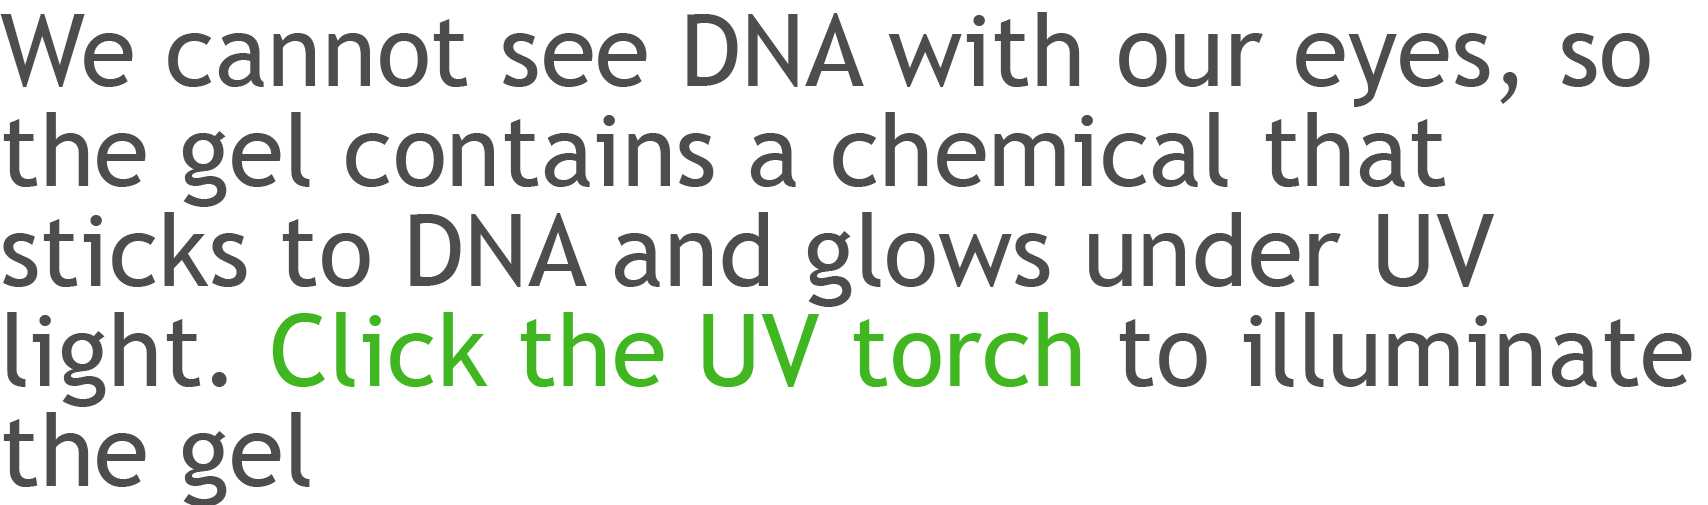 We cannot see DNA with our eyes, so
the gel contains a chemical that
sticks to DNA and glows under UV
light. Click the UV torch to illuminate
the gel